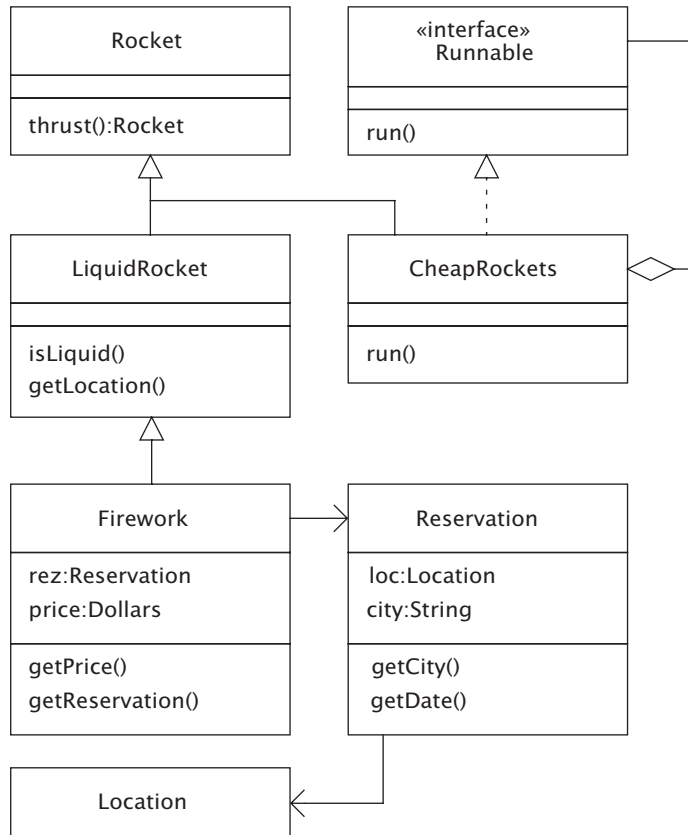 Rocket
thrust():Rocket
«interface»
Runnable
run()
LiquidRocket
isLiquid()
getLocation()
CheapRockets
run()
Firework
rez:Reservation
price:Dollars
getPrice()
getReservation()
Reservation
loc:Location
city:String
getCity()
getDate()
Location